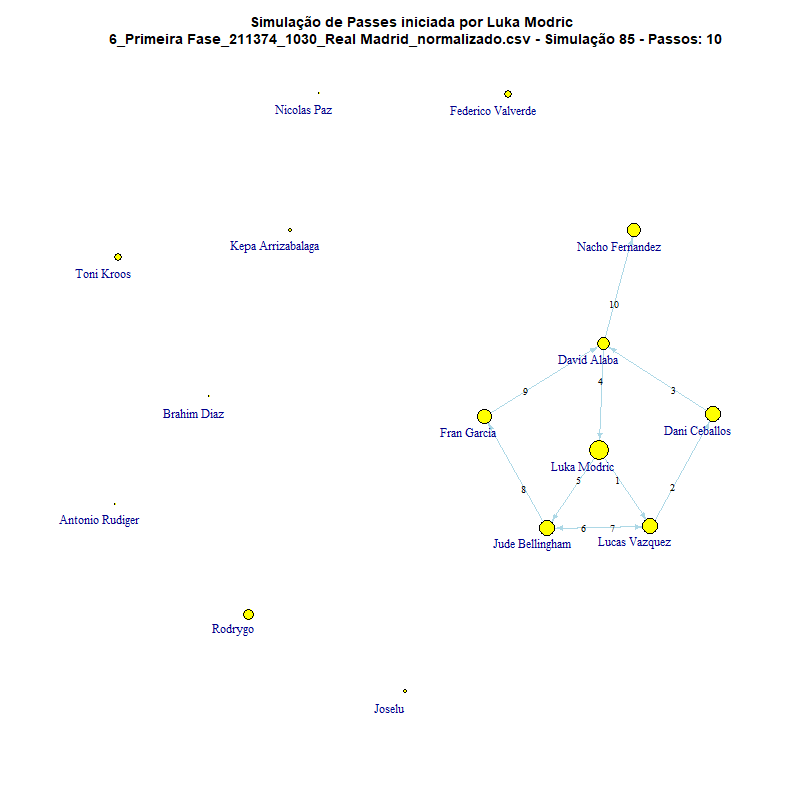 Simulação de Passes iniciada por Luka Modric
6_Primeira Fase_211374_1030_Real Madrid_normalizado.csv - Simulação 85 - Passos: 10
Nicolas Paz
Federico Valverde
Kepa Arrizabalaga
Nacho Fernandez
Toni Kroos
10
David Alaba
4
9
3
Brahim Diaz
Fran Garcia
Dani Ceballos
Luka Modric
5
1
8
2
Antonio Rudiger
6
7
Jude Bellingham
Lucas Vazquez
Rodrygo
Joselu